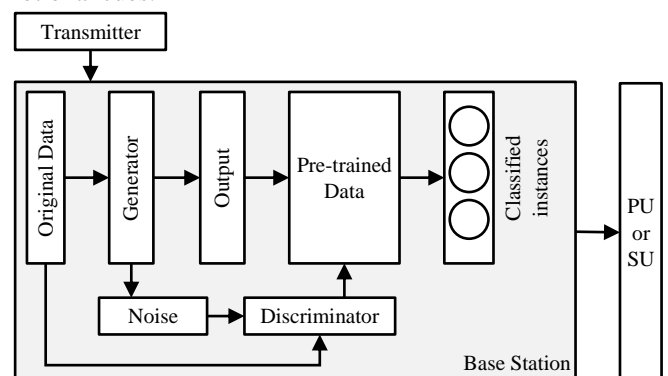 Transmitter
Original Data
Generator
Output
Pre-trained
Data
Classified
instances
PU
or
SU
Noise
Discriminator
Base Station